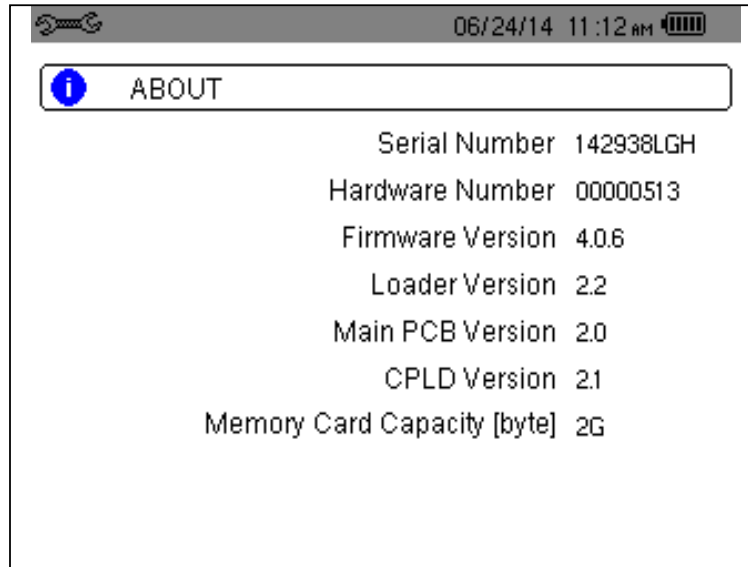 06/24/14 11:12 AM
ABOUT
Serial Number 142938LGH
Hardware Number 00000513
Firmware Version 4.0.6
Loader Version 2.2
Main PCB Version 2.0
CPLD Version 2.1
Memory Card Capacity [byte] 2G